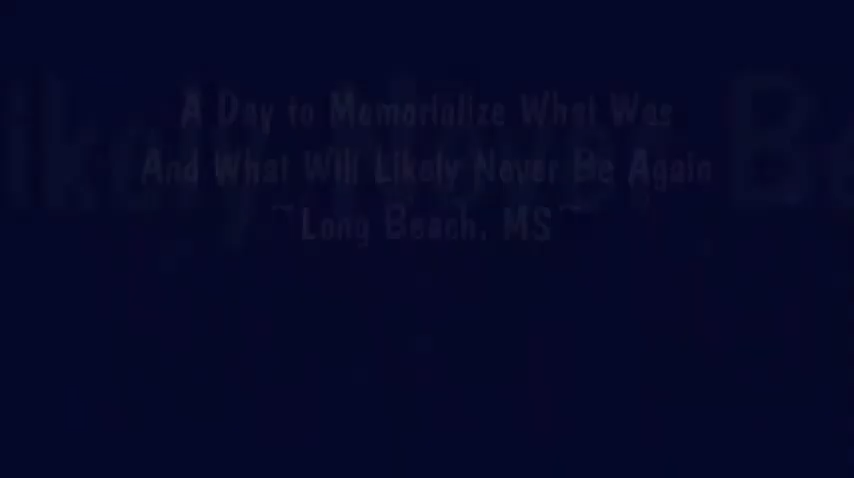 A Day to Memorialize What Was
And What Will Likely Never Be Again
~Long Beach, MS~